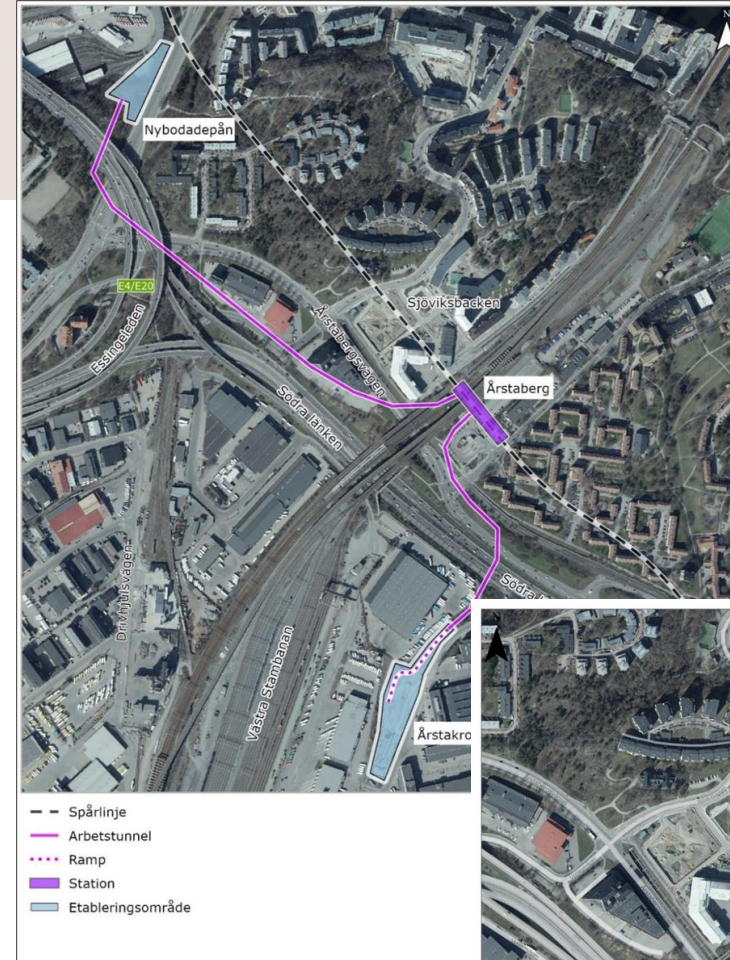 Nybodadepån
E4/E20
Essingeleden
Sjöviksbacken
Årstabergsvägen
Årstaberg
Södra länken
Drivhjulsvägen
Västra Stambanan
Södra
Årstakro
Spårlinje
Arbetstunnel
Ramp
Station
Etableringsområde